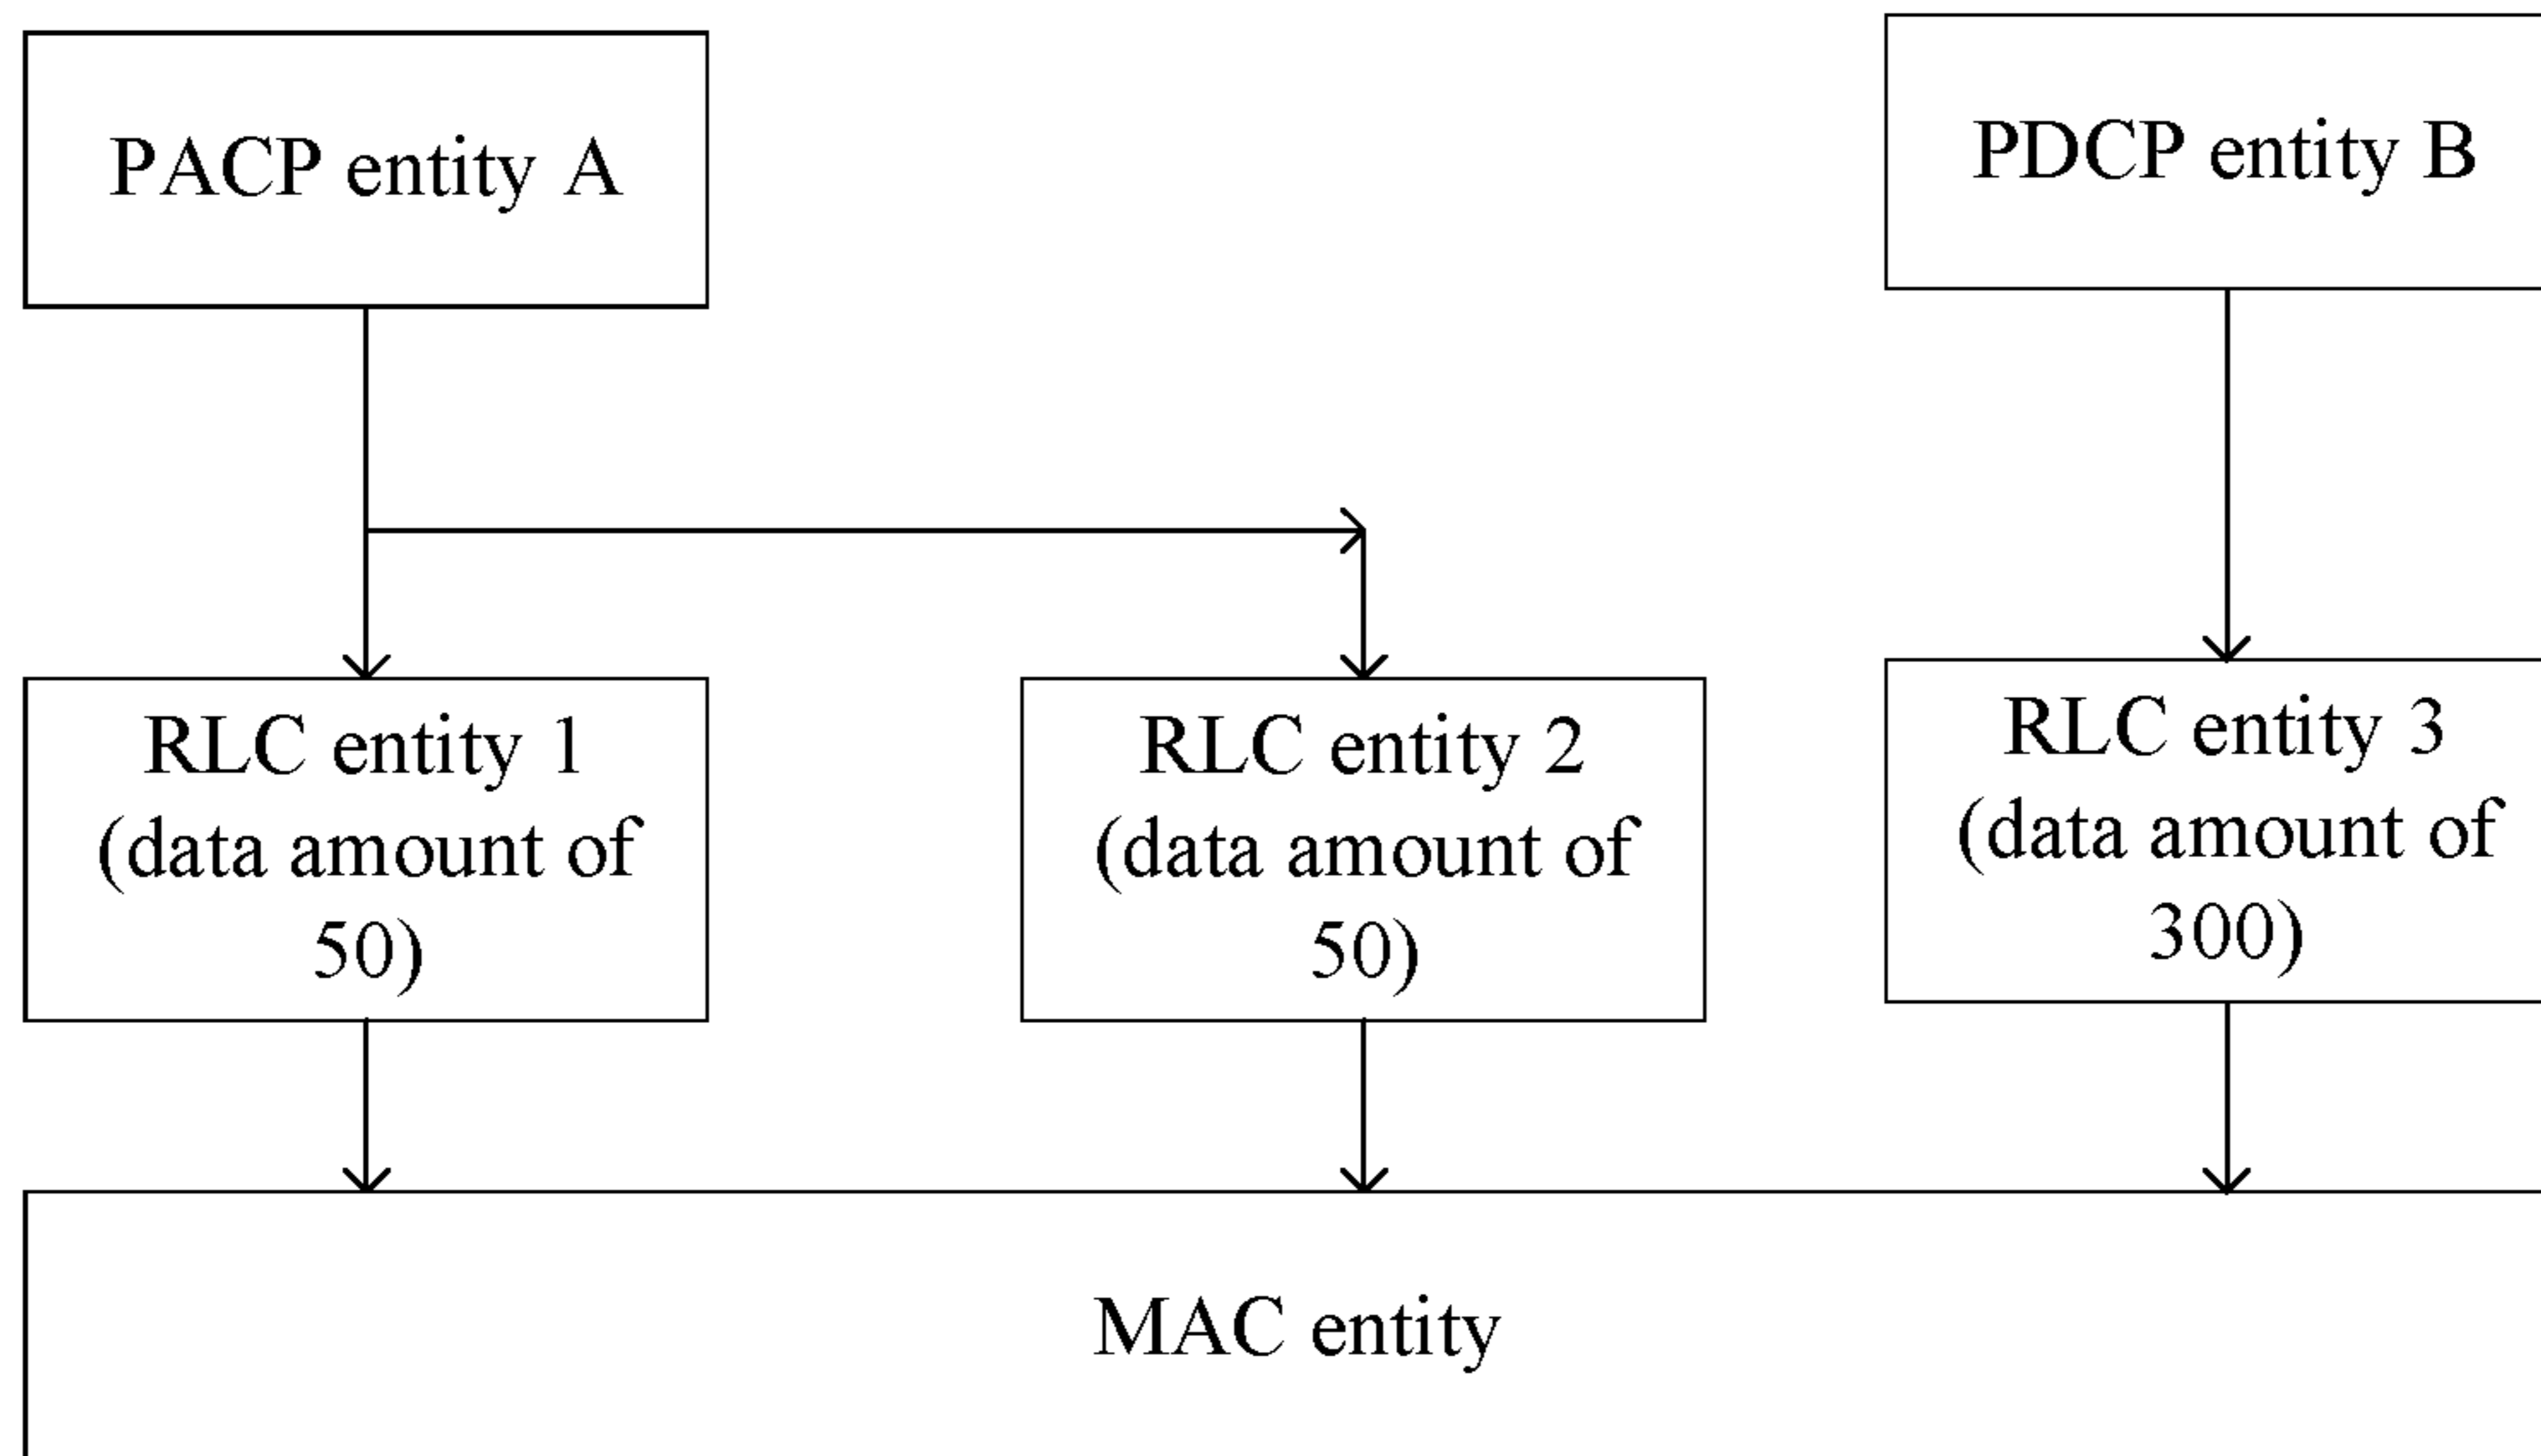 PACP entity A
PDCP entity B
RLC entity 1
(data amount of
50)
RLC entity 2
(data amount of
50)
RLC entity 3
(data amount of
300)
MAC entity